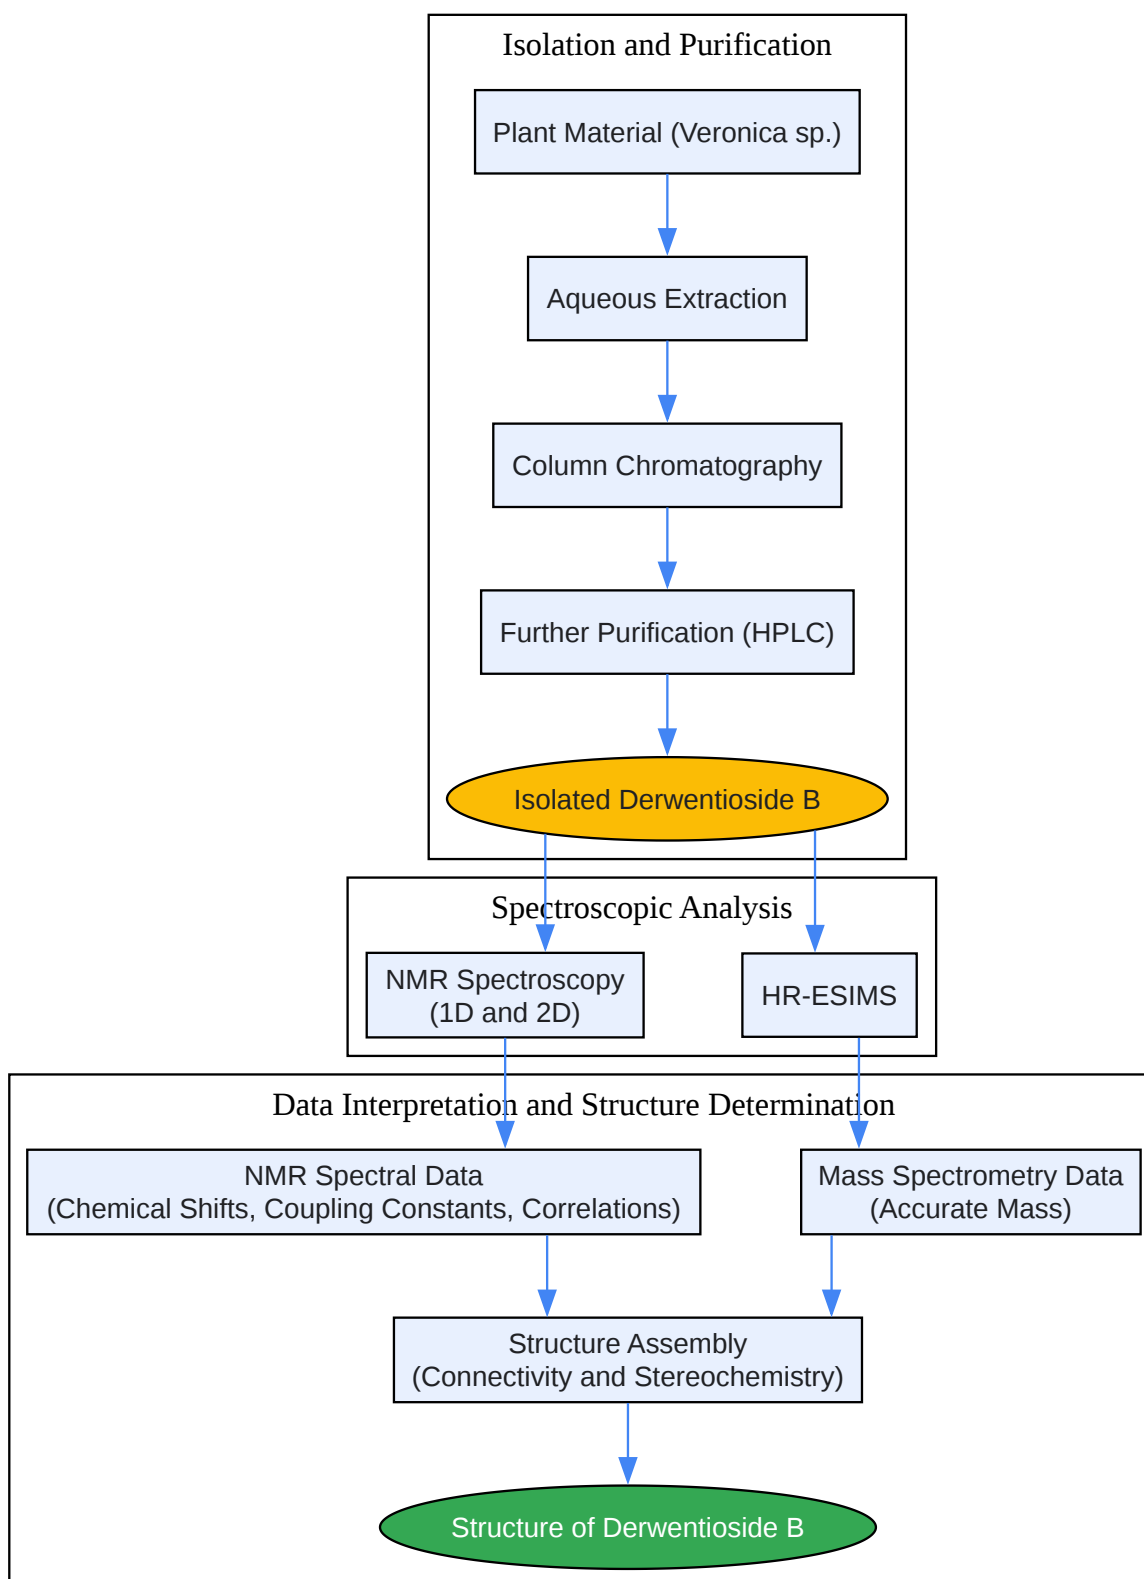 Isolation and Purification
Plant Material (Veronica sp.)
Aqueous Extraction
Column Chromatography
Further Purification (HPLC)
Isolated Derwentioside B
Spectroscopic Analysis
NMR Spectroscopy
(1D and 2D)
HR-ESIMS
Data Interpretation and Structure Determination
NMR Spectral Data
(Chemical Shifts, Coupling Constants, Correlations)
Mass Spectrometry Data
(Accurate Mass)
Structure Assembly
(Connectivity and Stereochemistry)
Structure of Derwentioside B